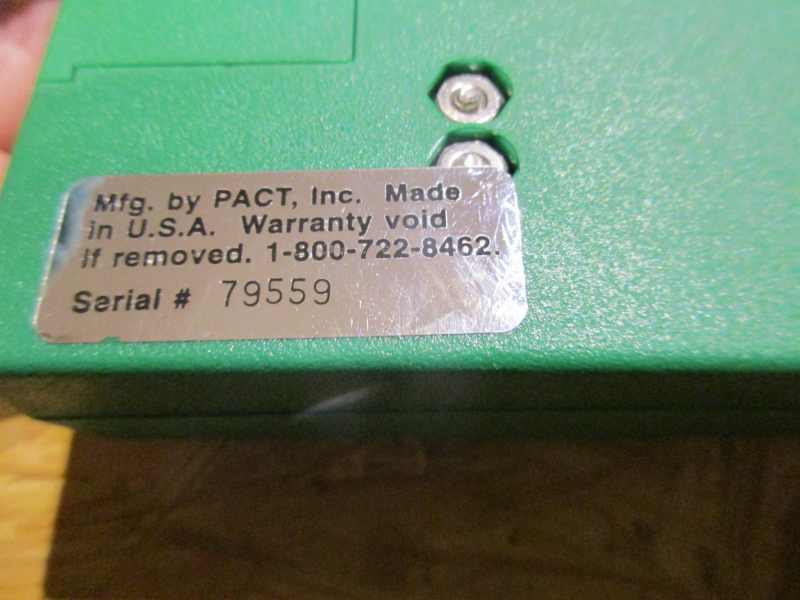 Mfg. by PACT, Inc. Made
in U.S.A. Warranty void
if removed. 1-800-722-8462.
Serial # 79559